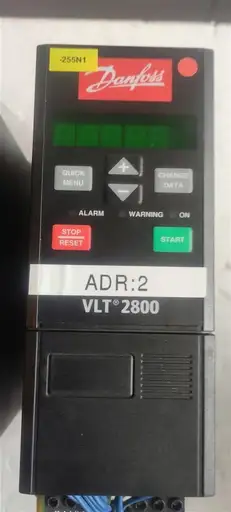 -255N1
Danfoss
QUICK
MENU
+
CHANGE
DATA
-
ALARM WARNING ON
STOP
RESET
START
ADR:2
VLT® 2800